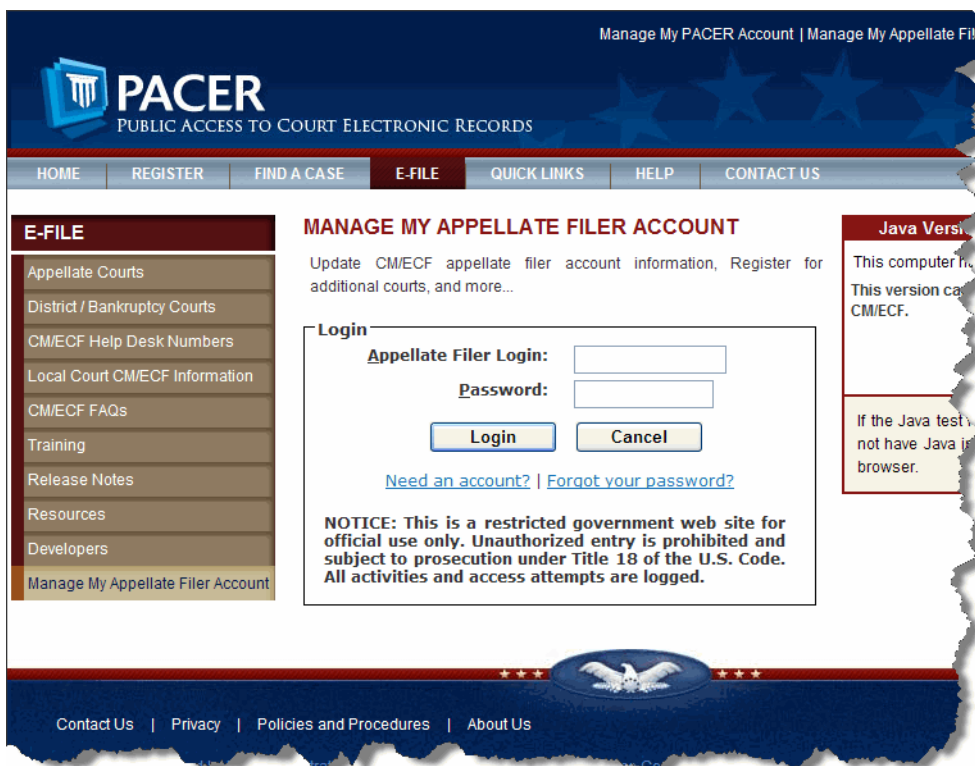 Manage My PACER Account | Manage My Appellate
PACER
PUBLIC ACCESS TO COURT ELECTRONIC RECORDS
HOME REGISTER FIND A CASE E-FILE QUICK LINKS HELP CONTACT US
E-FILE
Appellate Courts
District / Bankruptcy Courts
CM/ECF Help Desk Numbers
Local Court CM/ECF Information
CM/ECF FAQs
Training
Release Notes
Resources
Developers
Manage My Appellate Filer Account
MANAGE MY APPELLATE FILER ACCOUNT
Update CM/ECF appellate filer account information, Register for
additional courts, and more...
Login
Appellate Filer Login:
Password:
Login Cancel
Need an account? | Forgot your password?
NOTICE: This is a restricted government web site for
official use only. Unauthorized entry is prohibited and
subject to prosecution under Title 18 of the U.S. Code.
All activities and access attempts are logged.
Java
This computer
This version
CM/ECF.
If the Java test
not have Java
browser.
Contact Us | Privacy | Policies and Procedures | About Us